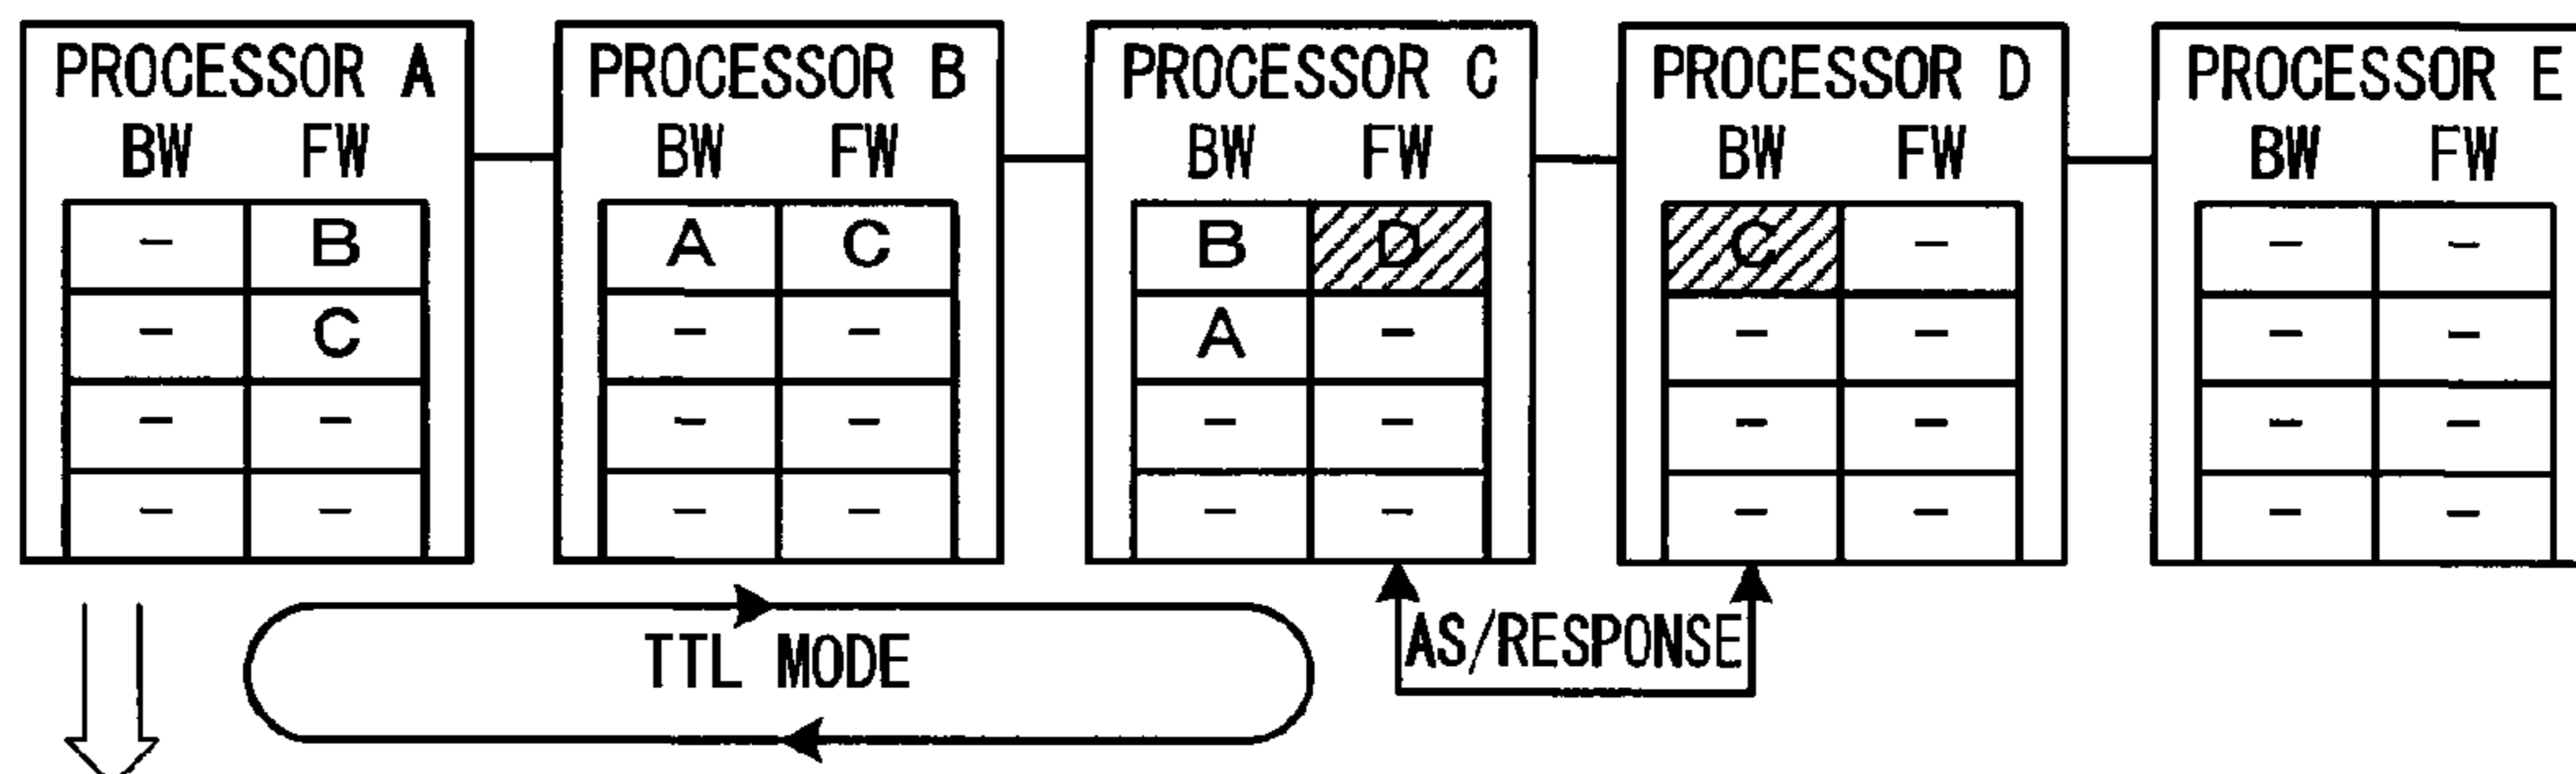 PROCESSOR A PROCESSOR B PROCESSOR C PROCESSOR D PROCESSOR E
BW FW BW FW BW FW BW FW BW FW
- B A C B D C - - -
- C - - A - - - - -
- - - - - - - - - -
- - - - - - - - - -
TTL MODE AS/RESPONSE